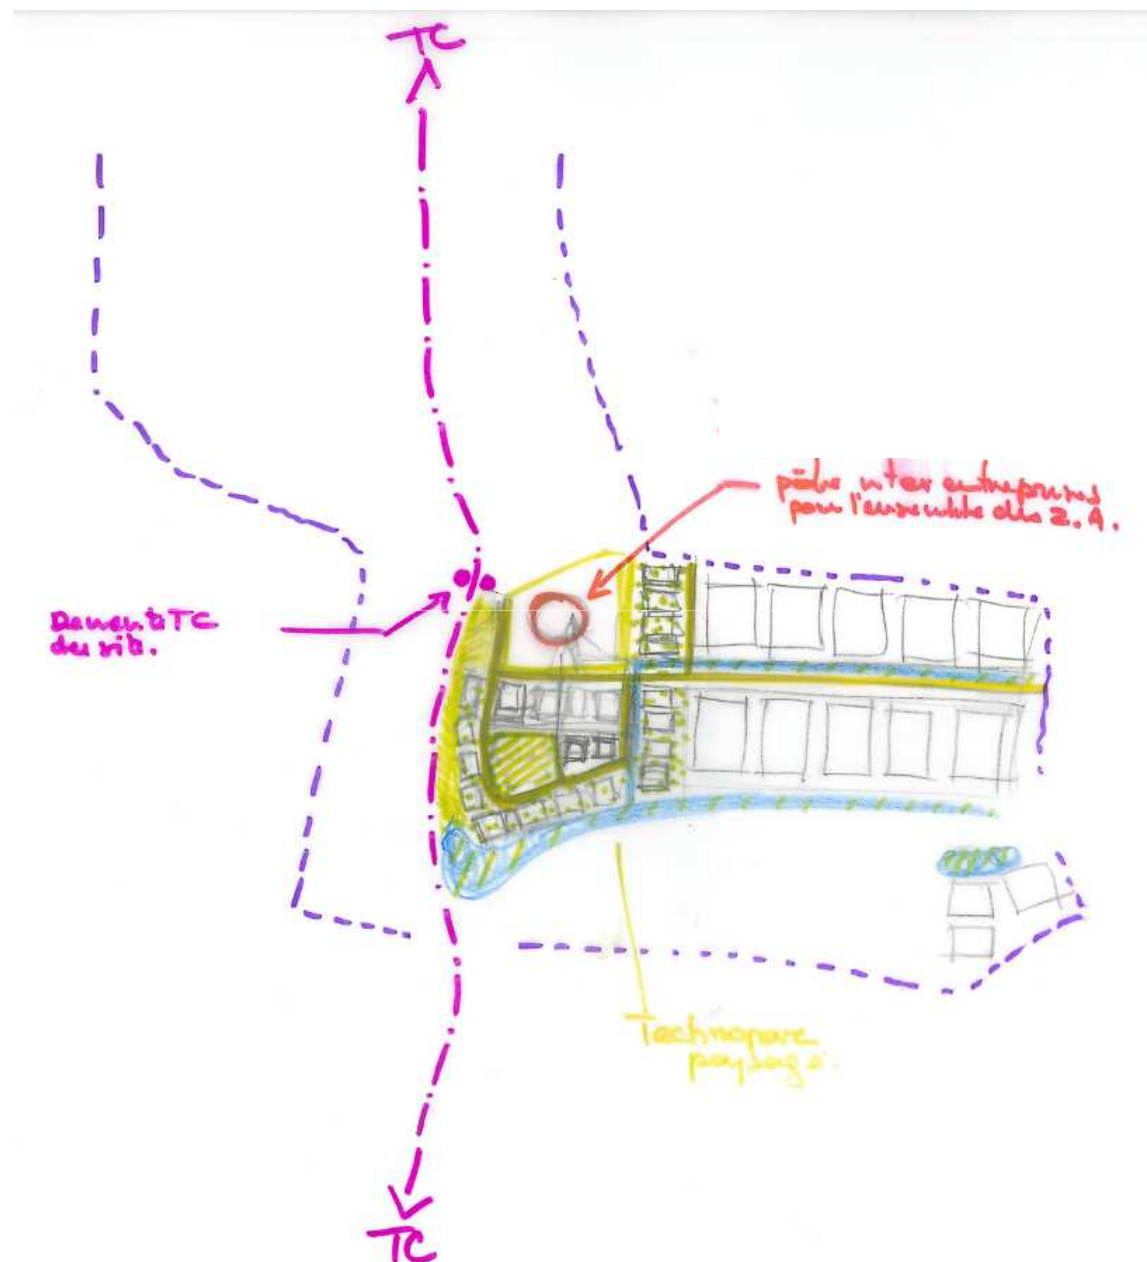 TC
pôle inter entreprises
pour l'ensemble des Z.A.
Desserte TC
du site.
Technoparc
paysagé.
TC